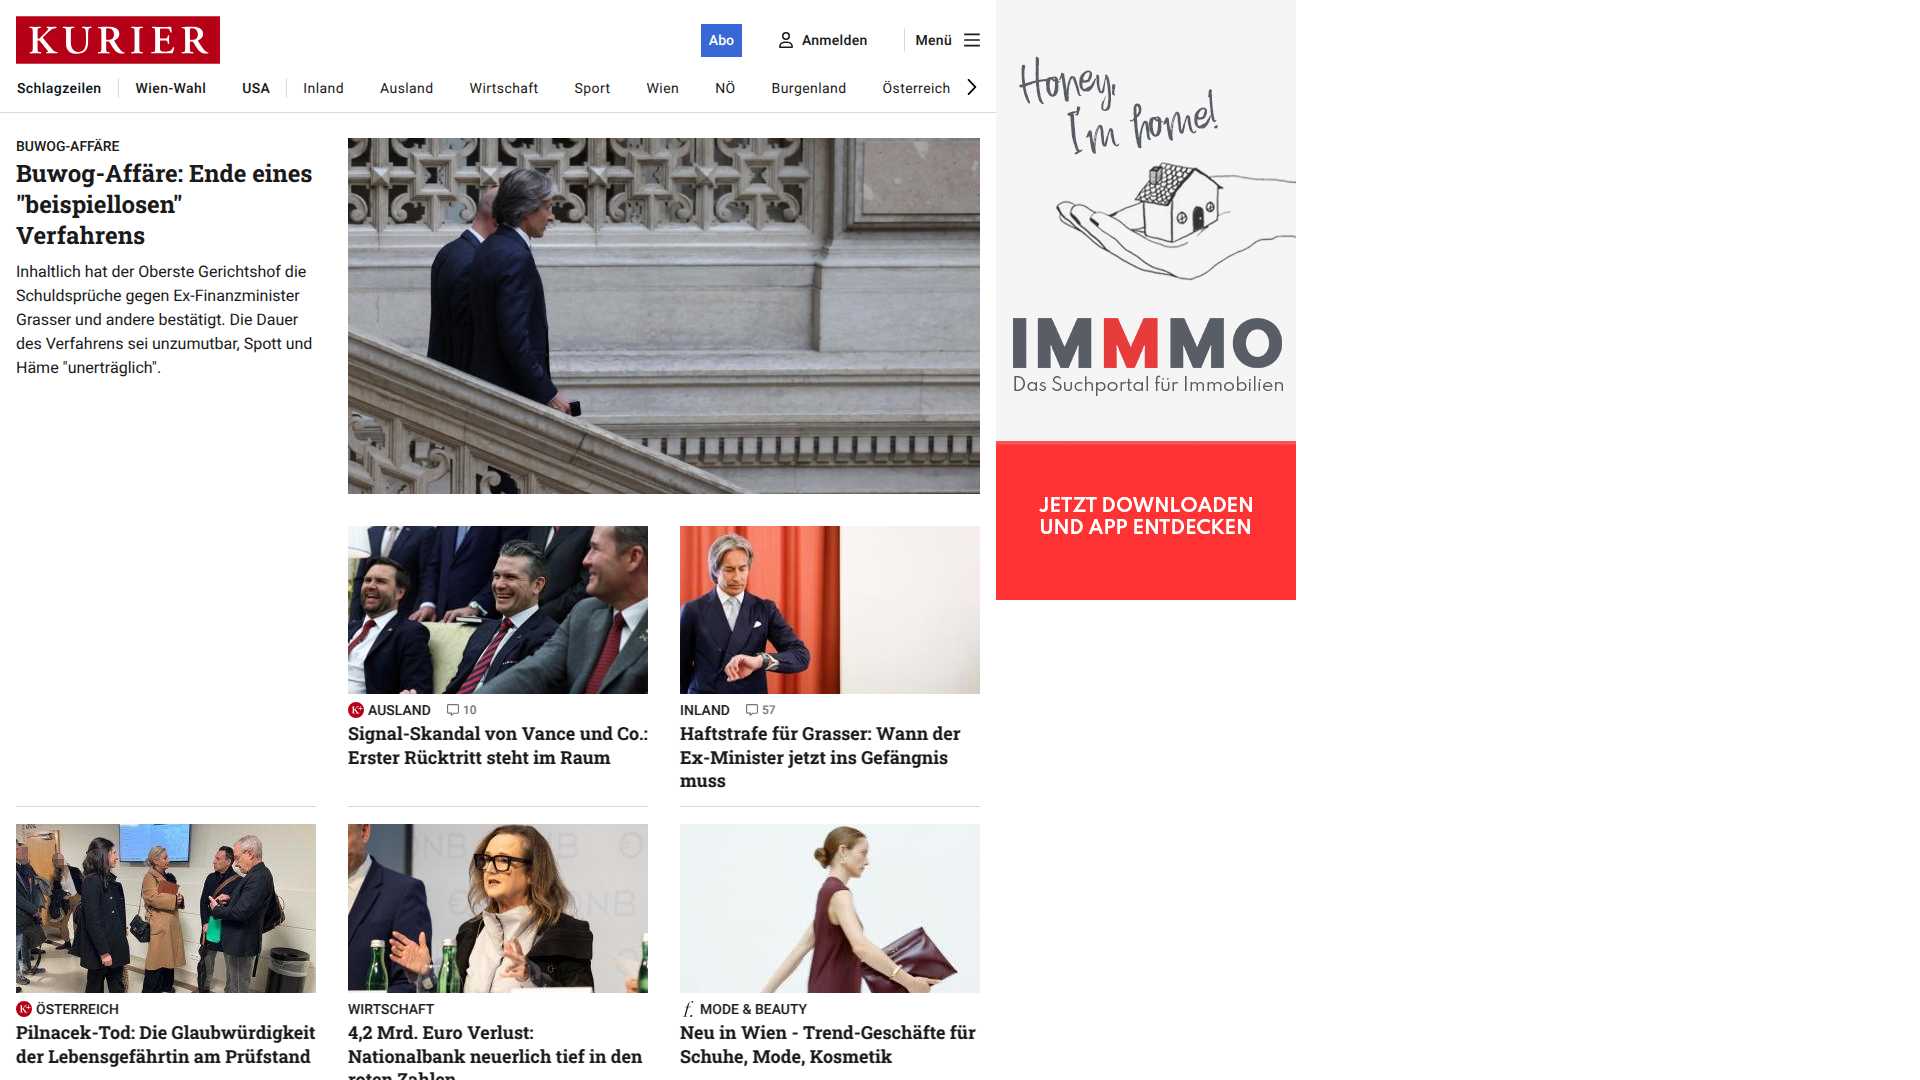 KURIER
Abo
Anmelden
Menü
Schlagzeilen
Wien-Wahl
USA
Inland
Ausland
Wirtschaft
Sport
Wien
NÖ
Burgenland
Österreich
BUWOG-AFFÄRE
Buwog-Affäre: Ende eines
"beispiellosen"
Verfahrens
Inhaltlich hat der Oberste Gerichtshof die
Schuldsprüche gegen Ex-Finanzminister
Grasser und andere bestätigt. Die Dauer
des Verfahrens sei unzumutbar, Spott und
Häme "unerträglich".
K+ AUSLAND 10
Signal-Skandal von Vance und Co.:
Erster Rücktritt steht im Raum
INLAND 57
Haftstrafe für Grasser: Wann der
Ex-Minister jetzt ins Gefängnis
muss
K+ ÖSTERREICH
Pilnacek-Tod: Die Glaubwürdigkeit
der Lebensgefährtin am Prüfstand
WIRTSCHAFT
4,2 Mrd. Euro Verlust:
Nationalbank neuerlich tief in den
roten Zahlen
f. MODE & BEAUTY
Neu in Wien - Trend-Geschäfte für
Schuhe, Mode, Kosmetik
Honey,
I'm home!
IMMMO
Das Suchportal für Immobilien
JETZT DOWNLOADEN
UND APP ENTDECKEN